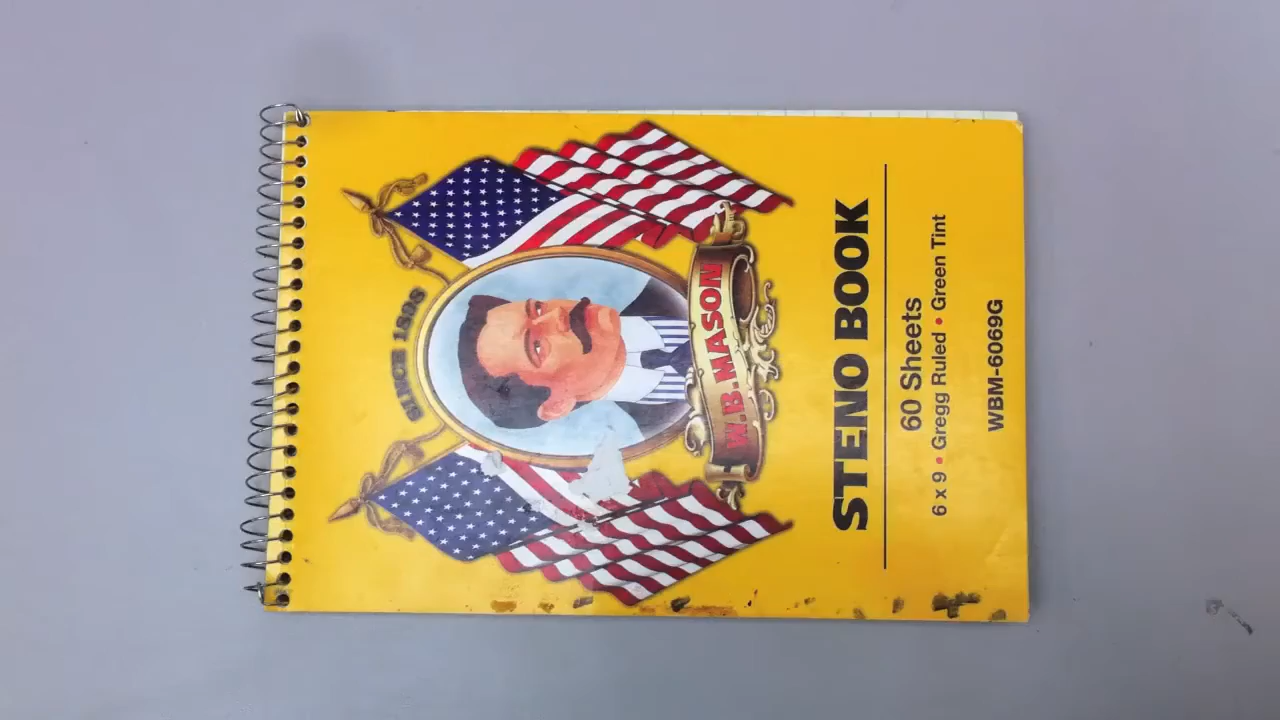 SINCE 1898
W.B. MASON
STENO BOOK
60 Sheets
6 x 9 • Gregg Ruled • Green Tint
WBM-6069G